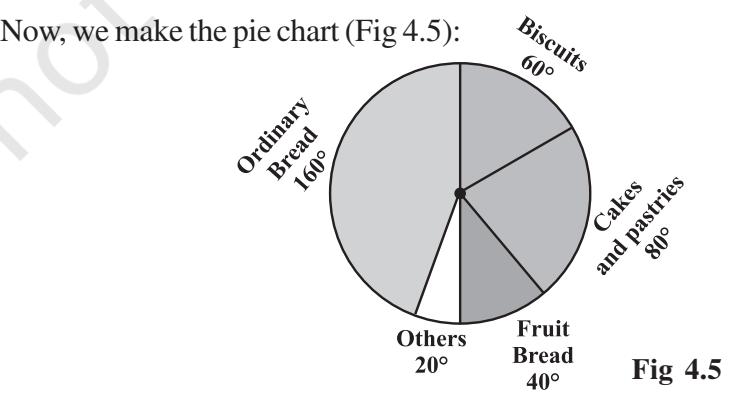 Now, we make the pie chart (Fig 4.5):
Biscuits
60°
Ordinary
Bread
160°
Cakes
and pastries
80°
Others
20°
Fruit
Bread
40°
Fig 4.5